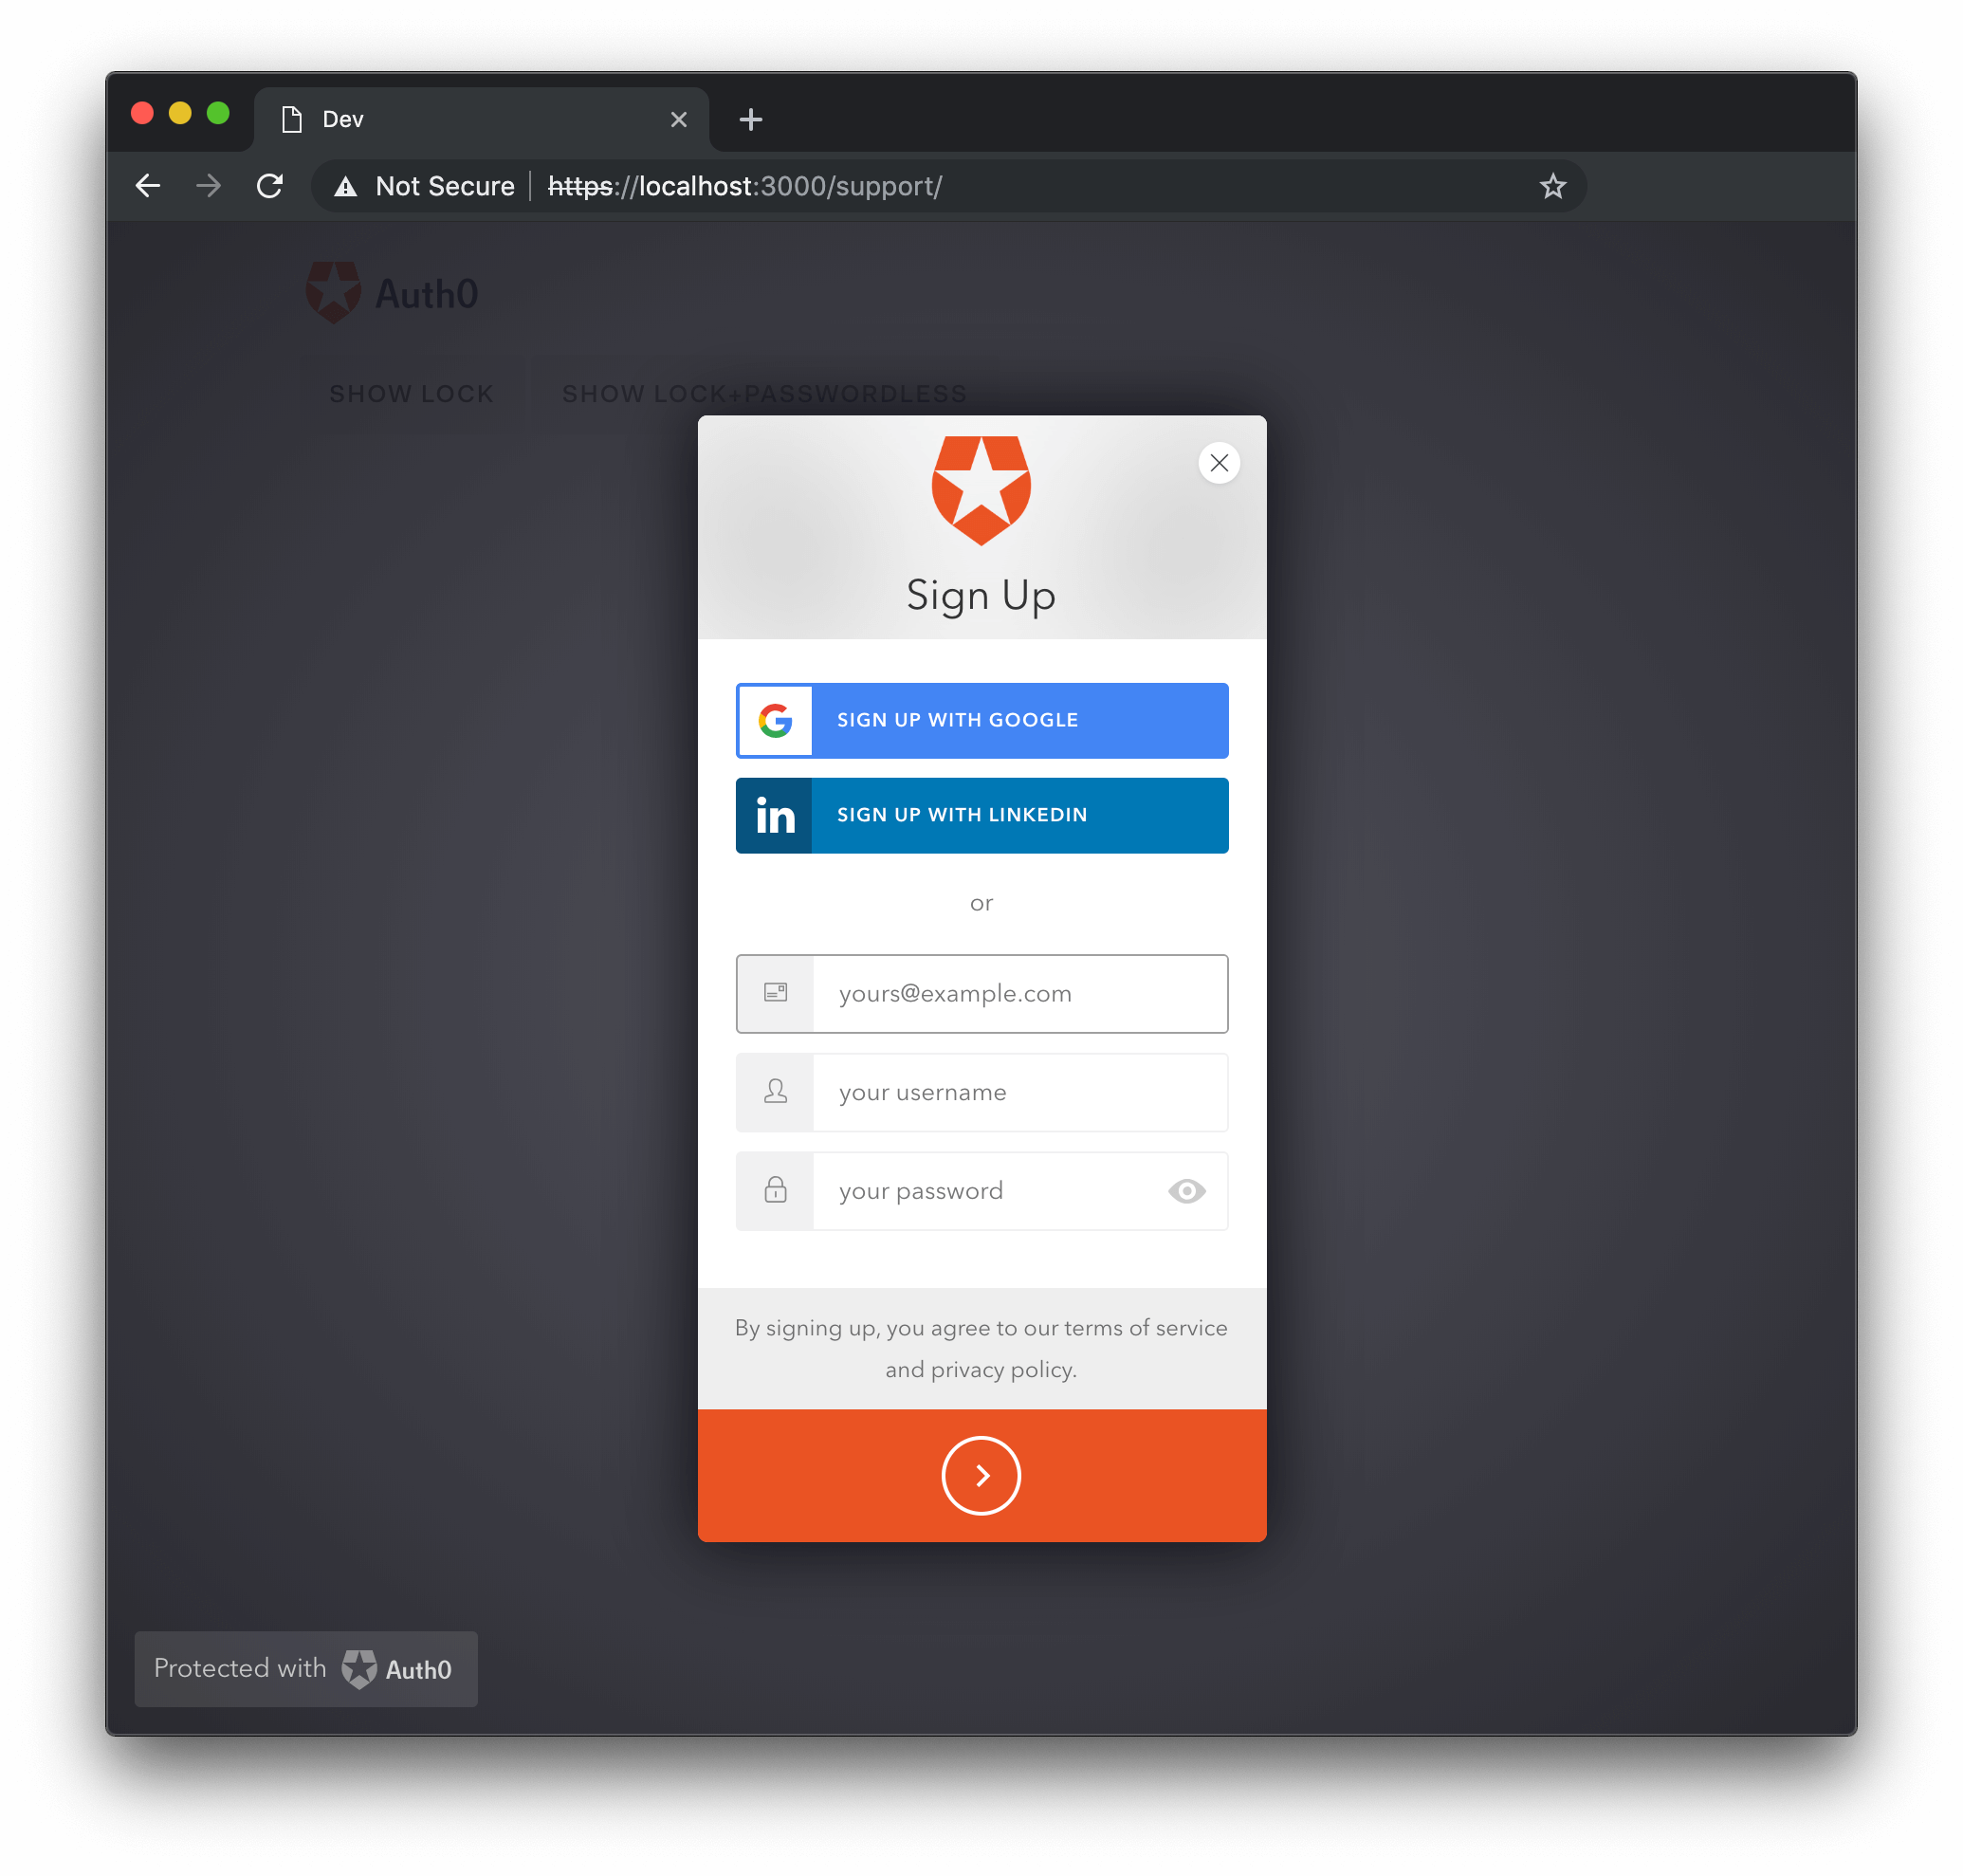 Dev
Not Secure | https://localhost:3000/support/
Auth0
SHOW LOCK SHOW LOCK+PASSWORDLESS
Sign Up
SIGN UP WITH GOOGLE
in SIGN UP WITH LINKEDIN
or
yours@example.com
your username
your password
By signing up, you agree to our terms of service
and privacy policy.
Protected with Auth0